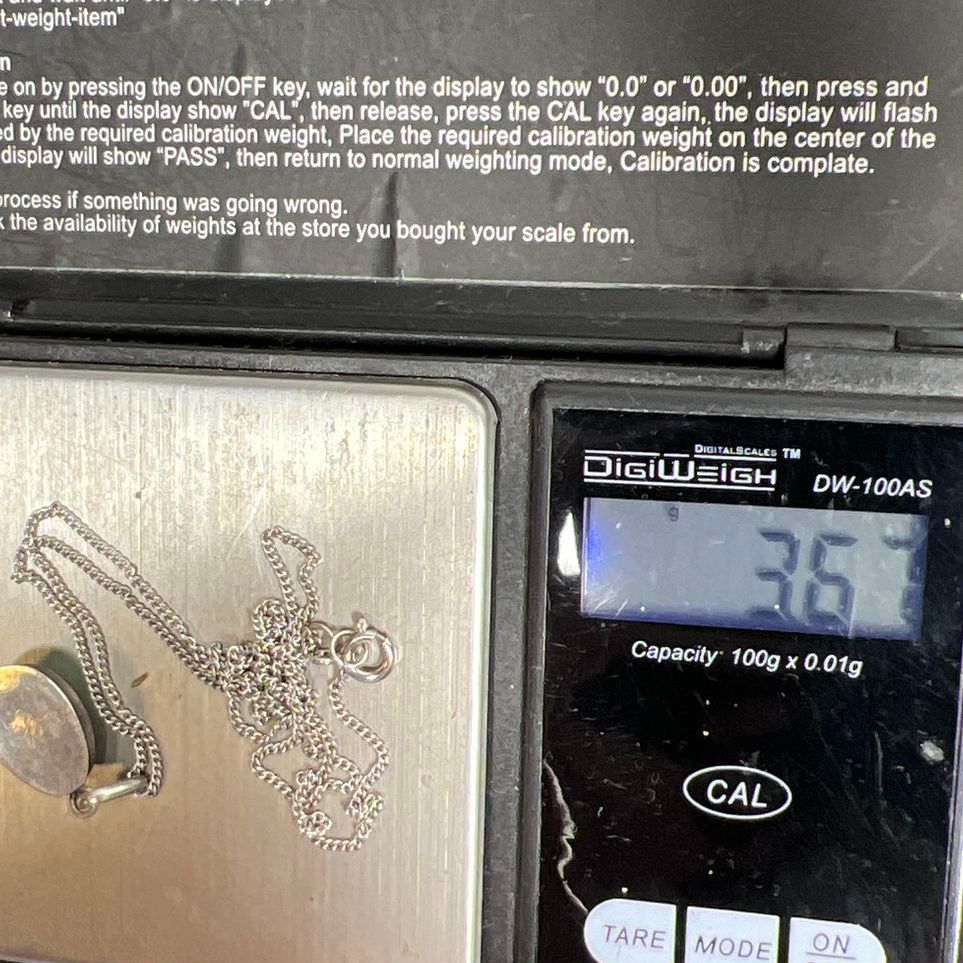 t-weight-item"
e on by pressing the ON/OFF key, wait for the display to show "0.0" or "0.00", then press and
key until the display show "CAL", then release, press the CAL key again, the display will flash
ed by the required calibration weight, Place the required calibration weight on the center of the
display will show "PASS", then return to normal weighting mode, Calibration is complate.
process if something was going wrong.
k the availability of weights at the store you bought your scale from.
DIGITALSCALES TM
DIGIWEIGH DW-100AS
g
36
Capacity 100g x 0.01g
CAL
TARE MODE ON